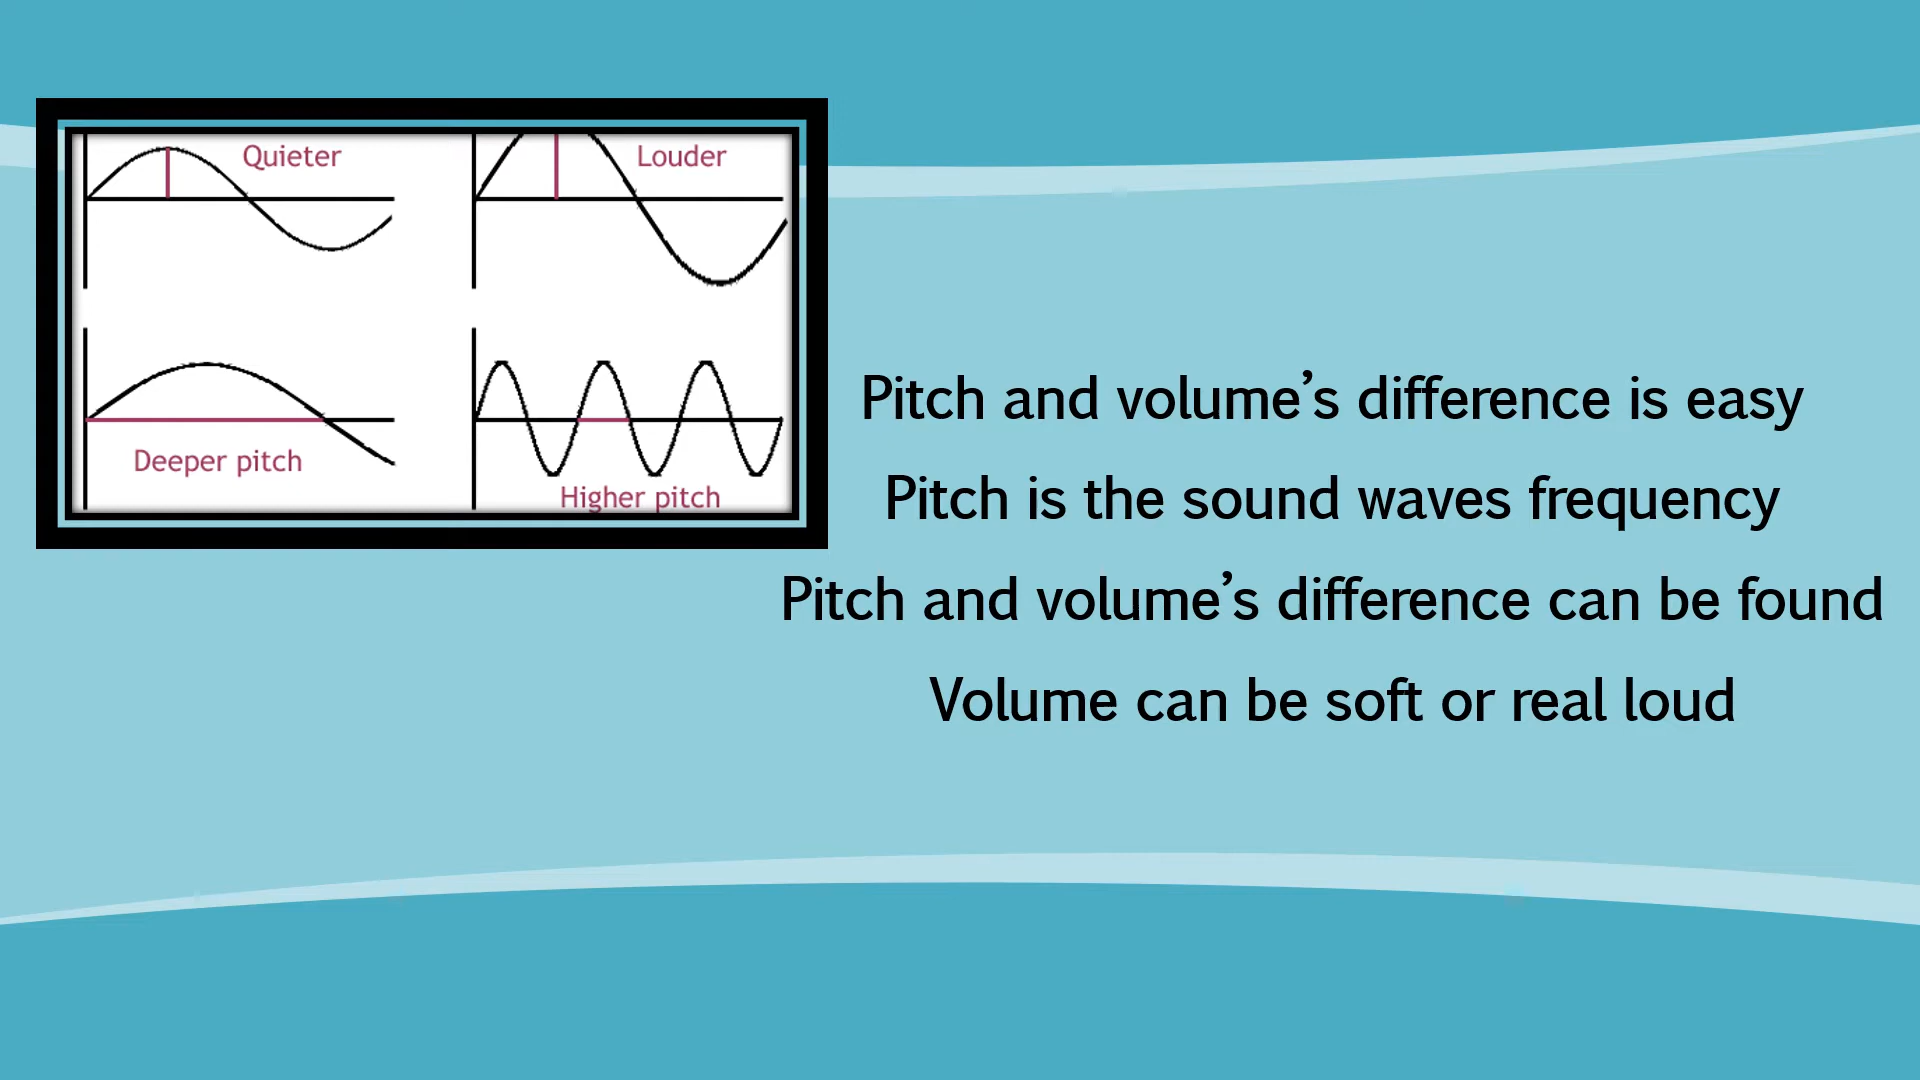 Quieter
Louder
Deeper pitch
Higher pitch
Pitch and volume’s difference is easy
Pitch is the sound waves frequency
Pitch and volume’s difference can be found
Volume can be soft or real loud